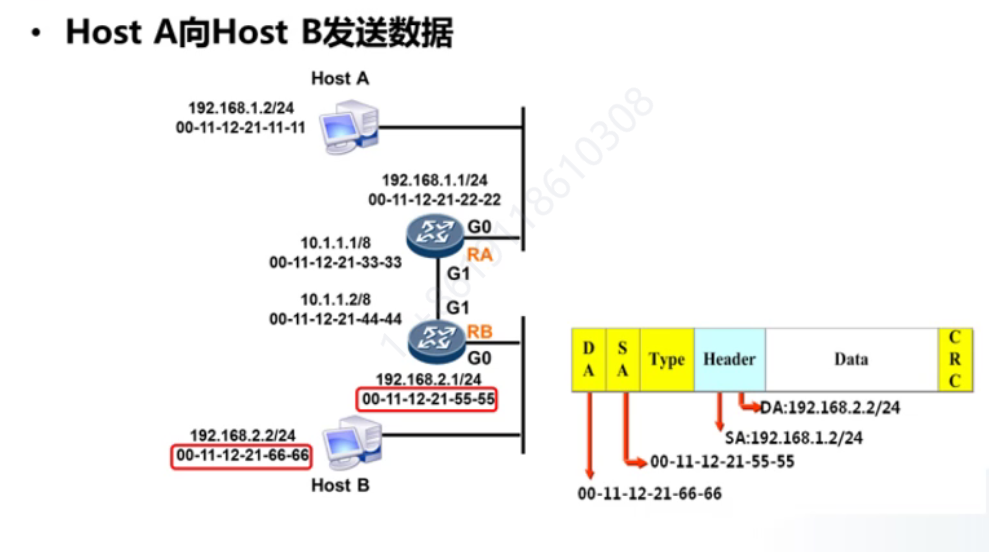 • Host A向Host B发送数据
Host A
192.168.1.2/24
00-11-12-21-11-11
192.168.1.1/24
00-11-12-21-22-22
G0
RA
10.1.1.1/8
00-11-12-21-33-33
G1
10.1.1.2/8
00-11-12-21-44-44
G1
RB
G0
192.168.2.1/24
00-11-12-21-55-55
192.168.2.2/24
00-11-12-21-66-66
Host B
DA
SA
Type
Header
Data
CRC
DA:192.168.2.2/24
SA:192.168.1.2/24
00-11-12-21-55-55
00-11-12-21-66-66